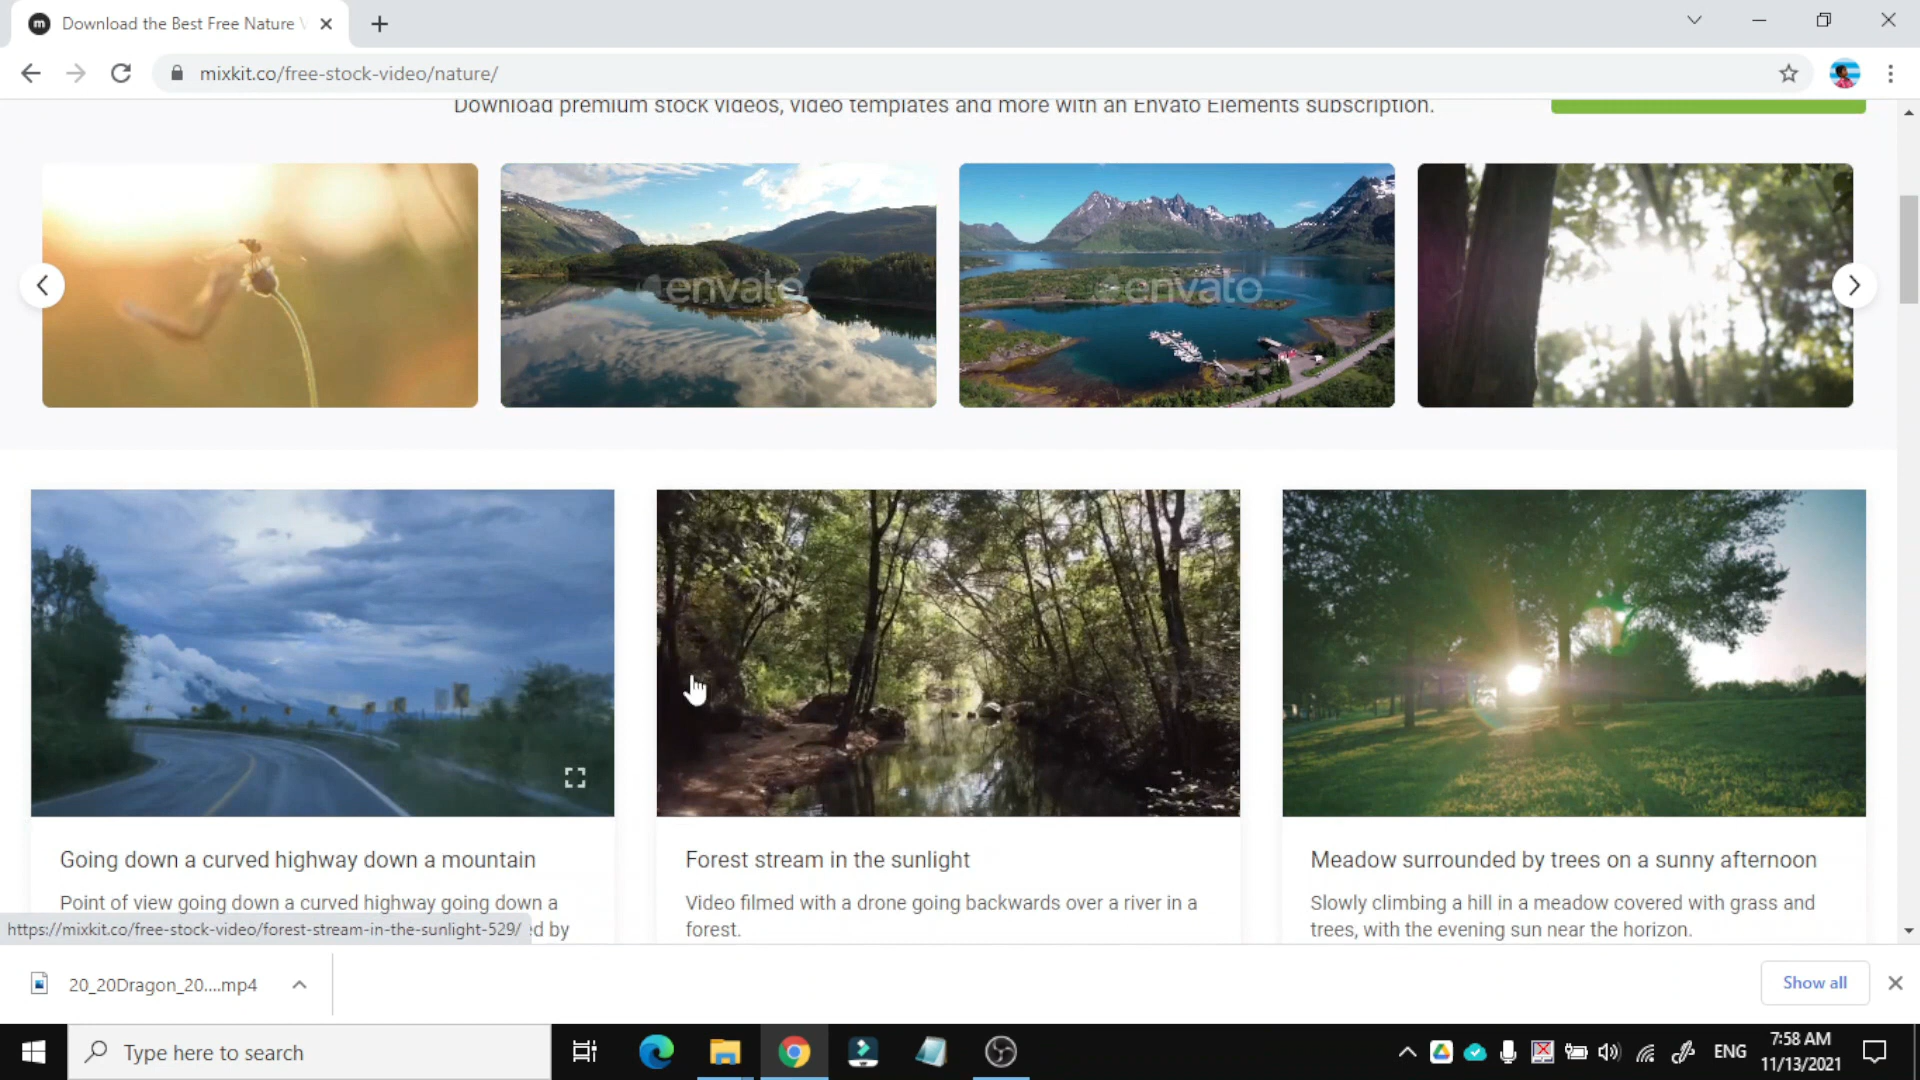 m
Download the Best Free Nature V
mixkit.co/free-stock-video/nature/
Download premium stock videos, video templates and more with an Envato Elements subscription.
envato
envato
Going down a curved highway down a mountain
Point of view going down a curved highway going down a
ed by
Forest stream in the sunlight
Video filmed with a drone going backwards over a river in a
forest.
Meadow surrounded by trees on a sunny afternoon
Slowly climbing a hill in a meadow covered with grass and
trees, with the evening sun near the horizon.
https://mixkit.co/free-stock-video/forest-stream-in-the-sunlight-529/
20_20Dragon_20....mp4
Show all
Type here to search
ENG
7:58 AM
11/13/2021